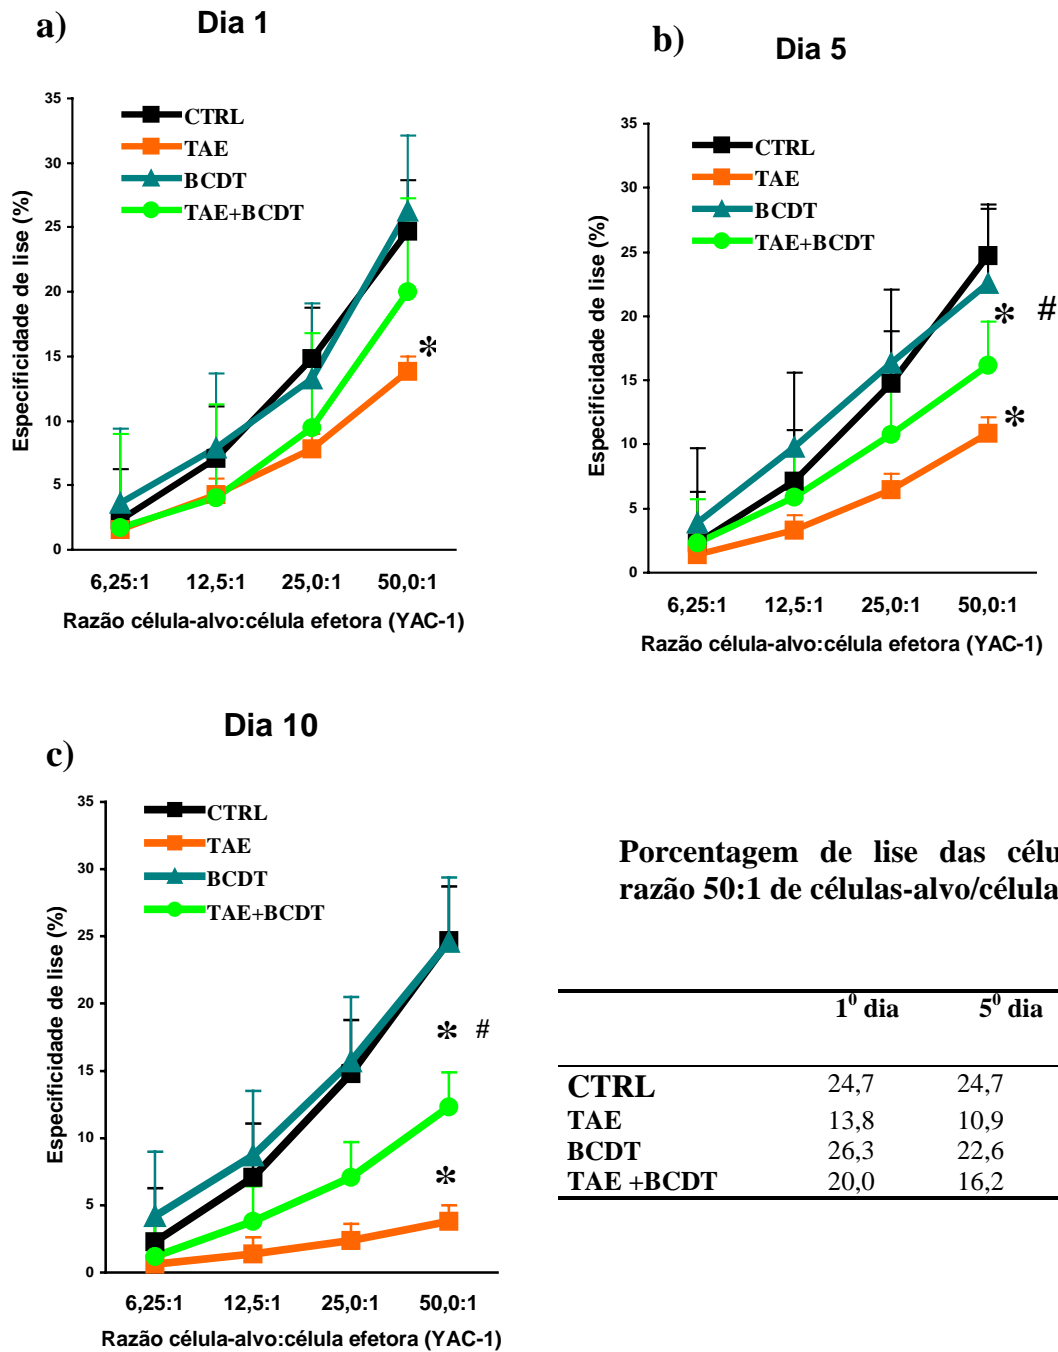 a)
Dia 1
35
30
25
20
15
10
5
0
Especificidade de lise (%)
CTRL
TAE
BCDT
TAE+BCDT
*
6,25:1 12,5:1 25,0:1 50,0:1
Razão célula-alvo:célula efetora (YAC-1)
b)
Dia 5
35
30
25
20
15
10
5
0
Especificidade de lise (%)
CTRL
TAE
BCDT
TAE+BCDT
* #
*
6,25:1 12,5:1 25,0:1 50,0:1
Razão célula-alvo:célula efetora (YAC-1)
c)
Dia 10
35
30
25
20
15
10
5
0
Especificidade de lise (%)
CTRL
TAE
BCDT
TAE+BCDT
* #
*
6,25:1 12,5:1 25,0:1 50,0:1
Razão célula-alvo:célula efetora (YAC-1)
Porcentagem de lise das célu
razão 50:1 de células-alvo/célula
1⁰ dia 5⁰ dia
CTRL 24,7 24,7
TAE 13,8 10,9
BCDT 26,3 22,6
TAE +BCDT 20,0 16,2